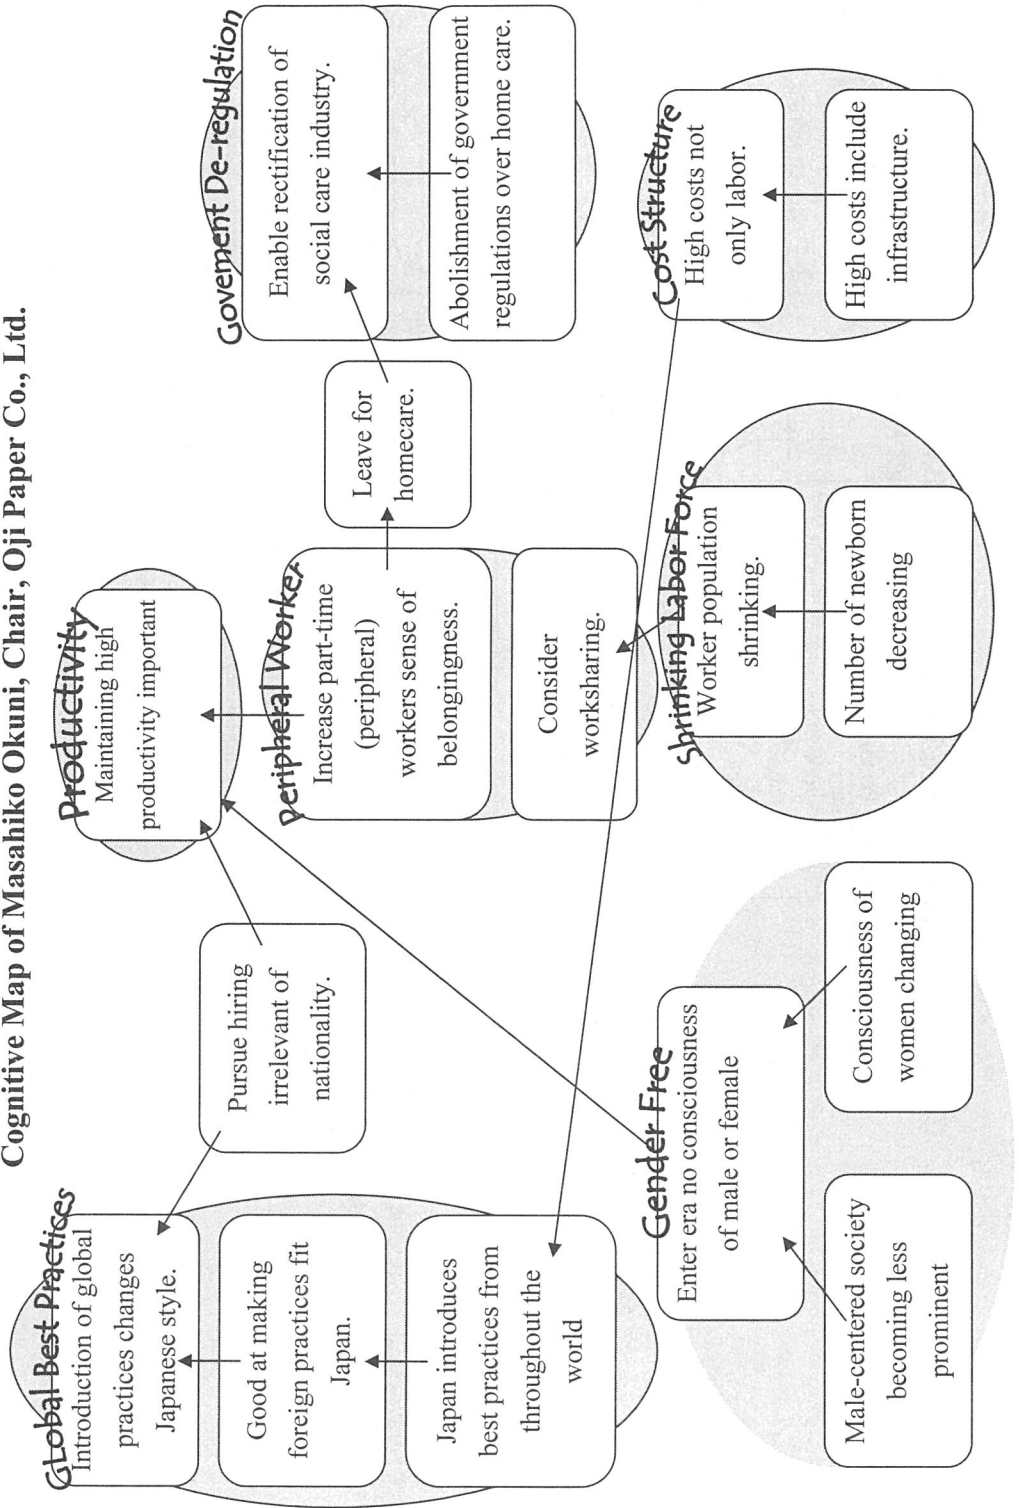 Cognitive Map of Masahiko Okuni, Chair, Oji Paper Co., Ltd.
Global Best Practices
Introduction of global
practices changes
Japanese style.
Good at making
foreign practices fit
Japan.
Japan introduces
best practices from
throughout the
world
Pursue hiring
irrelevant of
nationality.
Productivity
Maintaining high
productivity important
Peripheral Worker
Increase part-time
(peripheral)
workers sense of
belongingness.
Consider
worksharing.
Leave for
homecare.
Goverment De-regulation
Enable rectification of
social care industry.
Abolishment of government
regulations over home care.
Gender Free
Enter era no consciousness
of male or female
Male-centered society
becoming less
prominent
Consciousness of
women changing
Shrinking Labor Force
Worker population
shrinking.
Number of newborn
decreasing
Cost Structure
High costs not
only labor.
High costs include
infrastructure.